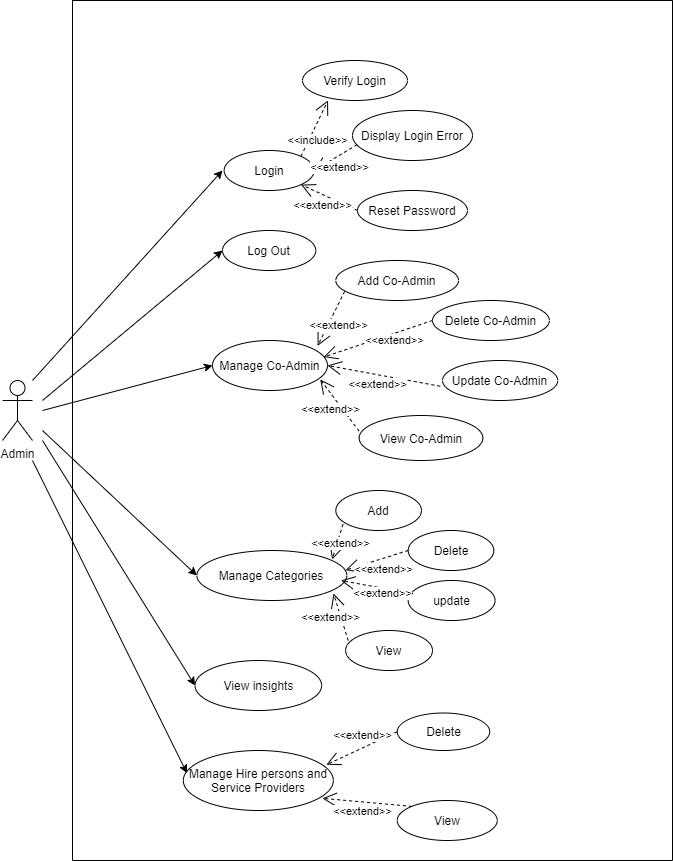 Verify Login
<<include>>
Display Login Error
Login
<<extend>>
<<extend>>
Reset Password
Log Out
Add Co-Admin
<<extend>>
Delete Co-Admin
<<extend>>
Manage Co-Admin
Update Co-Admin
<<extend>>
<<extend>>
View Co-Admin
Admin
Add
<<extend>>
Delete
<<extend>>
Manage Categories
<<extend>>
update
<<extend>>
View
View insights
Delete
<<extend>>
Manage Hire persons and
Service Providers
<<extend>>
View